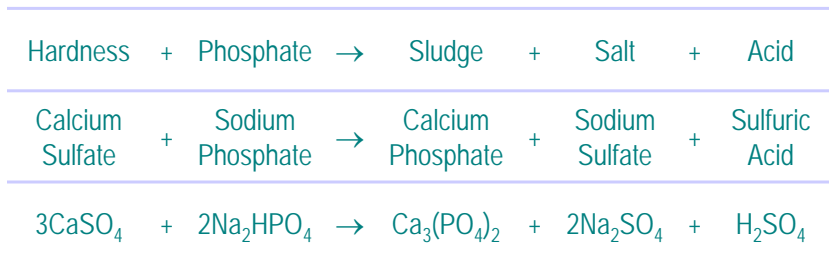 Hardness + Phosphate → Sludge + Salt + Acid
Calcium Sulfate + Sodium Phosphate → Calcium Phosphate + Sodium Sulfate + Sulfuric Acid
3CaSO₄ + 2Na₂HPO₄ → Ca₃(PO₄)₂ + 2Na₂SO₄ + H₂SO₄